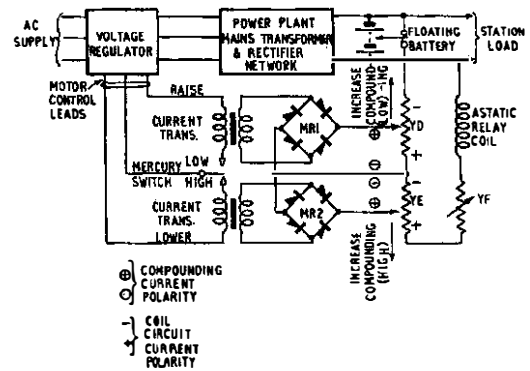 AC
SUPPLY
VOLTAGE
REGULATOR
POWER PLANT
MAINS TRANSFORMER
& RECTIFIER
NETWORK
FLOATING
BATTERY
STATION
LOAD
MOTOR
CONTROL
LEADS
RAISE
CURRENT
TRANS.
MR1
INCREASE
COMPOUND-ING
(LOW)
- YD +
ASTATIC
RELAY
COIL
MERCURY
SWITCH
LOW
HIGH
CURRENT
TRANS.
LOWER
MR2
INCREASE
COMPOUNDING
(HIGH)
- YE +
YF
⊕ COMPOUNDING
CURRENT
⊖ POLARITY
- COIL
CIRCUIT
+ CURRENT
POLARITY